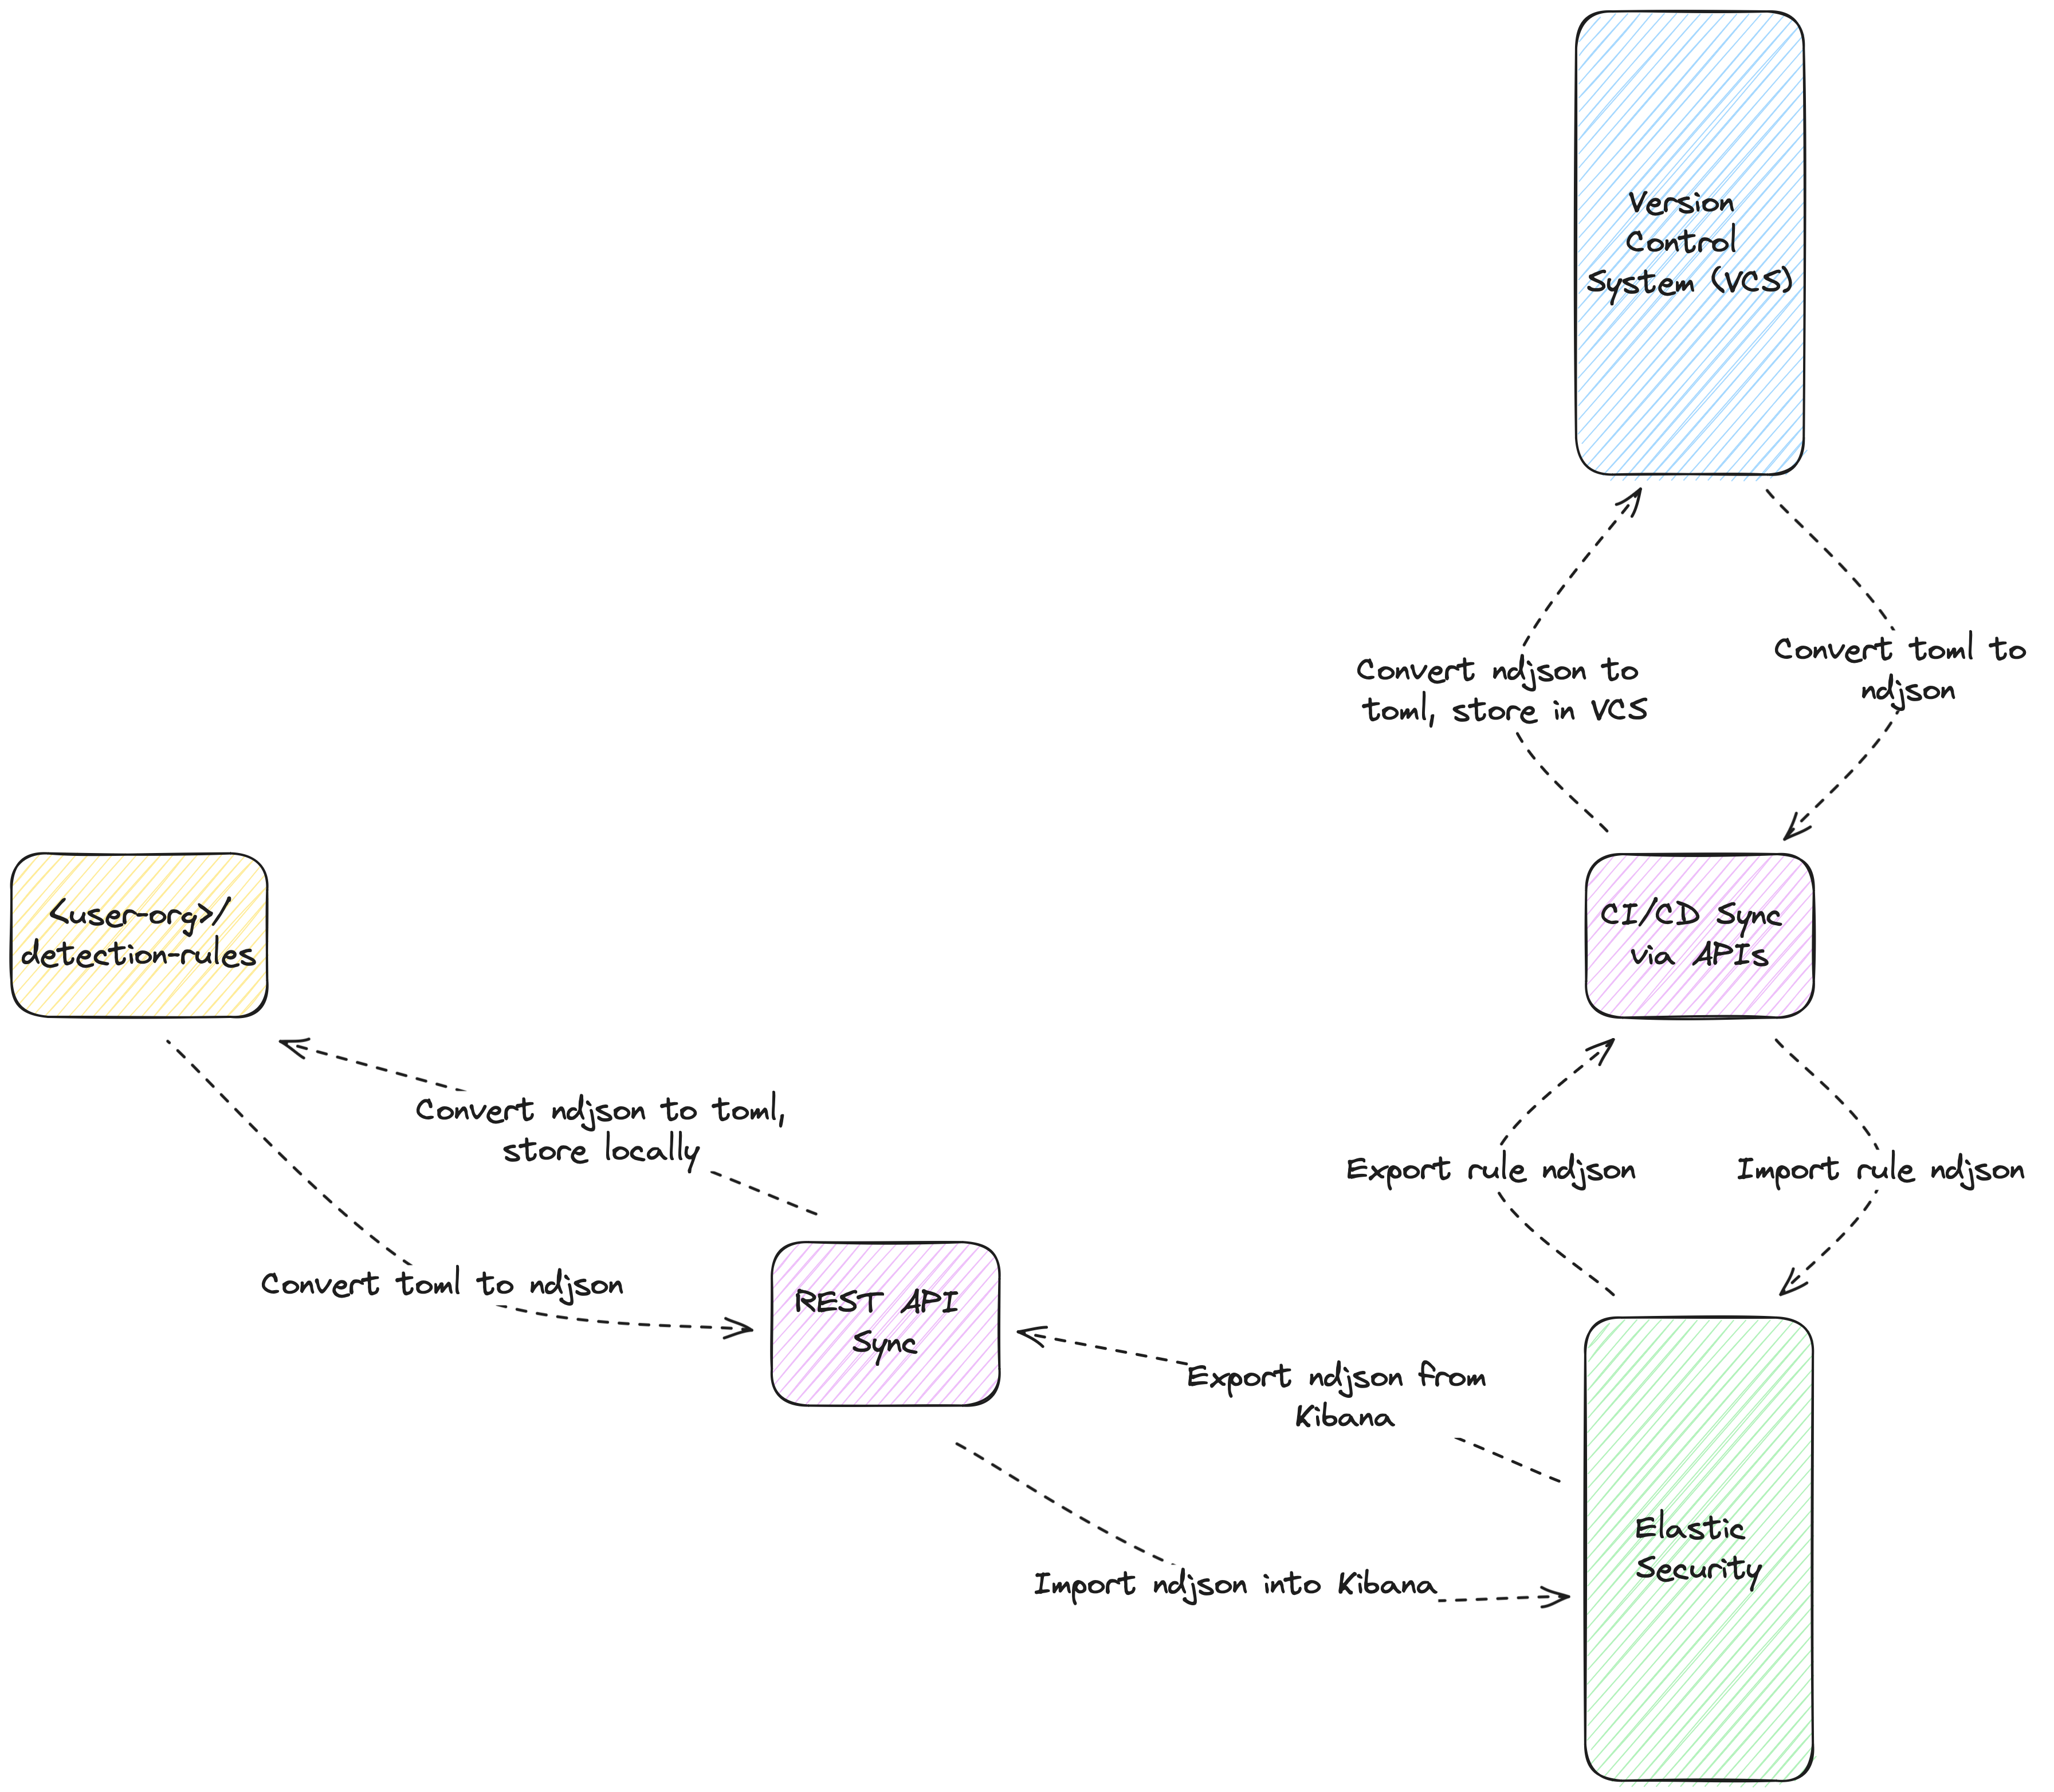 Version
Control
System (VCS)
Convert ndjson to
toml, store in VCS
Convert toml to
ndjson
<user-org>/
detection-rules
CI/CD Sync
via APIs
Convert ndjson to toml,
store locally
Export rule ndjson
Import rule ndjson
Convert toml to ndjson
REST API
Sync
Export ndjson from
Kibana
Elastic
Security
Import ndjson into Kibana